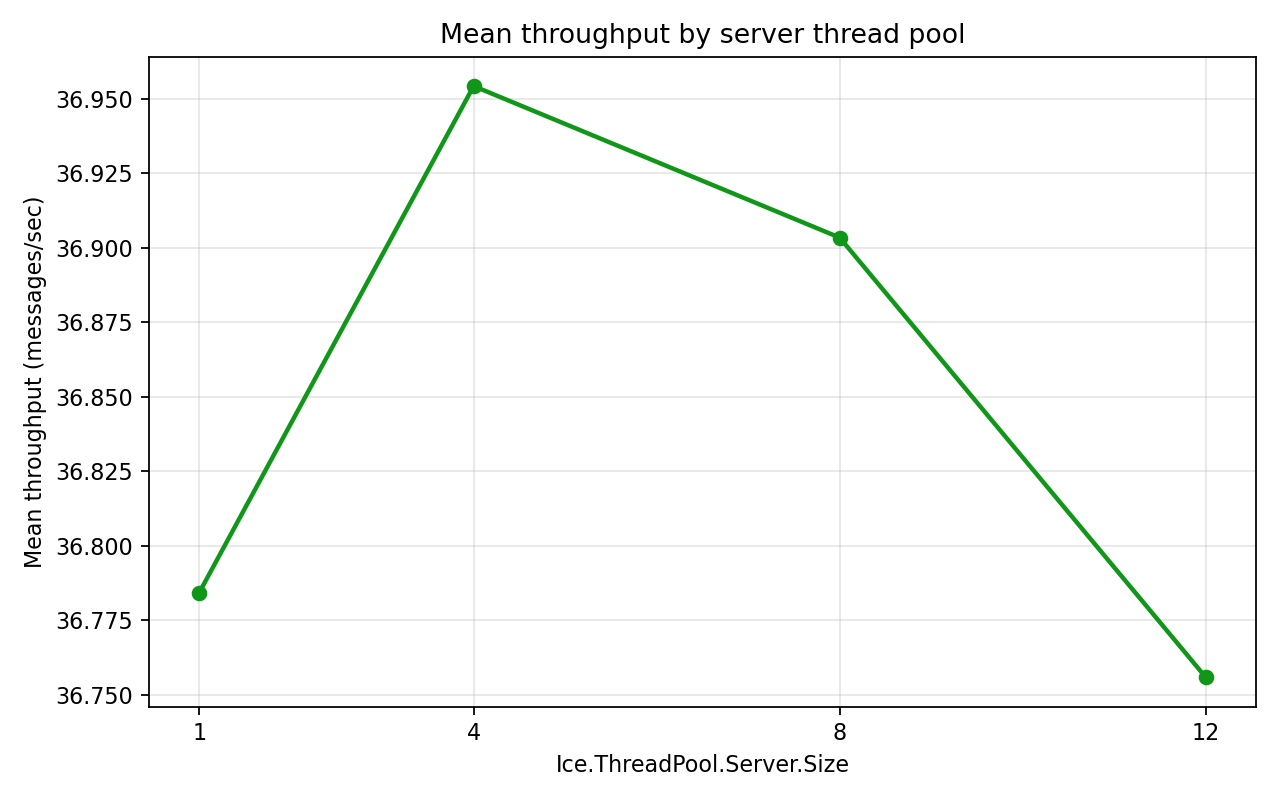 Mean throughput by server thread pool
Mean throughput (messages/sec)
36.950
36.925
36.900
36.875
36.850
36.825
36.800
36.775
36.750
1 4 8 12
Ice.ThreadPool.Server.Size